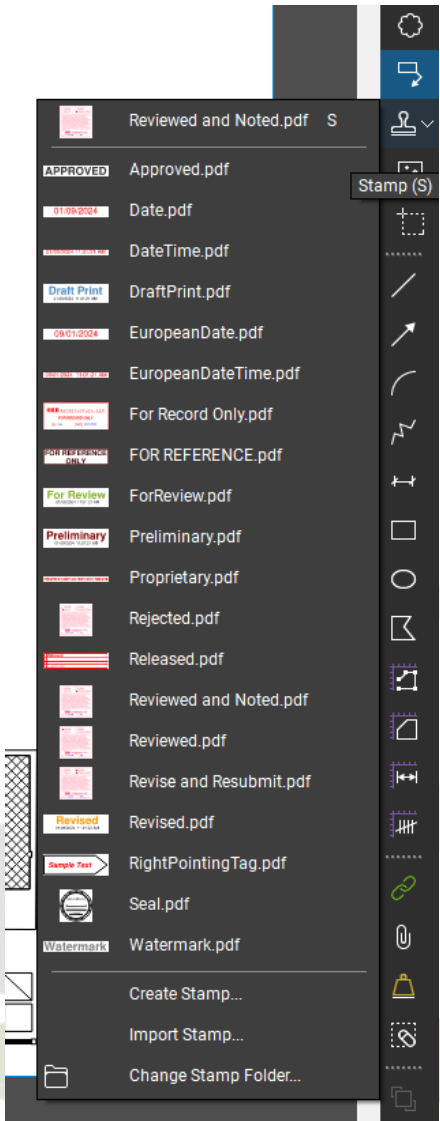 Reviewed and Noted.pdf S
APPROVED Approved.pdf
Stamp (S)
01/09/2024 Date.pdf
DateTime.pdf
Draft Print DraftPrint.pdf
09/01/2024 EuropeanDate.pdf
EuropeanDateTime.pdf
FOR RECORD ONLY For Record Only.pdf
FOR REFERENCE ONLY FOR REFERENCE.pdf
For Review ForReview.pdf
Preliminary Preliminary.pdf
Proprietary.pdf
Rejected.pdf
Released.pdf
Reviewed and Noted.pdf
Reviewed.pdf
Revise and Resubmit.pdf
Revised Revised.pdf
Sample Text RightPointingTag.pdf
Seal.pdf
Watermark Watermark.pdf
Create Stamp...
Import Stamp...
Change Stamp Folder...